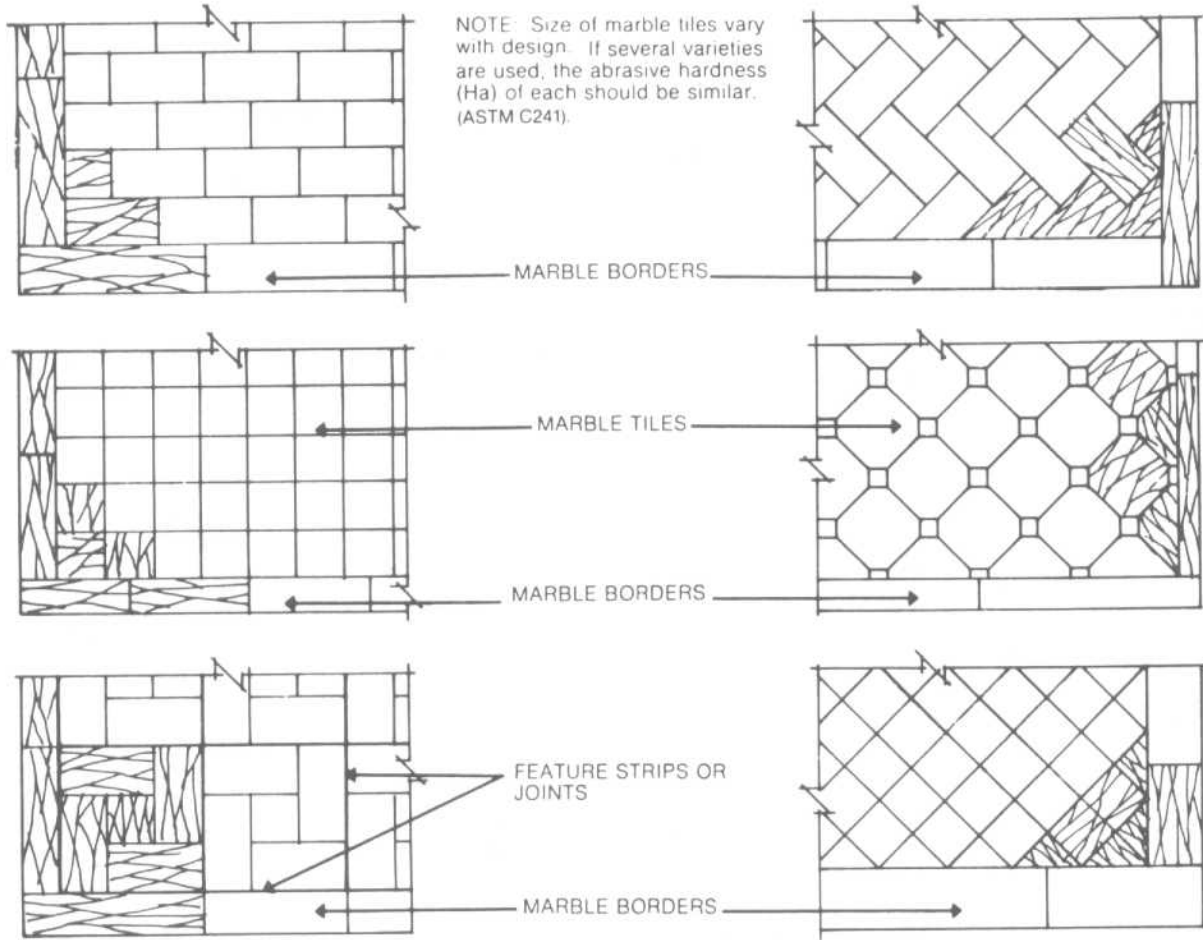 NOTE: Size of marble tiles vary
with design. If several varieties
are used, the abrasive hardness
(Ha) of each should be similar.
(ASTM C241).
MARBLE BORDERS
MARBLE TILES
MARBLE BORDERS
FEATURE STRIPS OR
JOINTS
MARBLE BORDERS